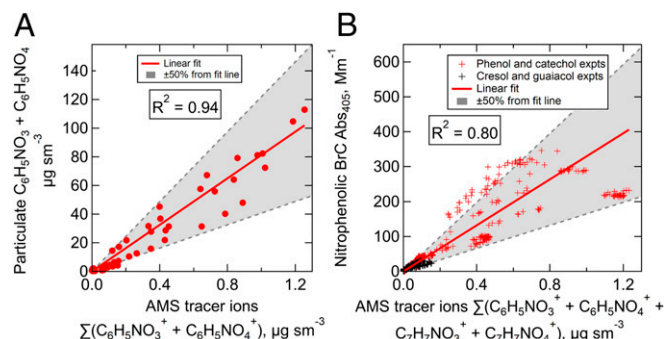 A
Particulate C6H5NO3 + C6H5NO4
µg sm-3
140
120
100
80
60
40
20
0
Linear fit
±50% from fit line
R2 = 0.94
0.0 0.4 0.8 1.2
AMS tracer ions
∑(C6H5NO3+ + C6H5NO4+), µg sm-3
B
Nitrophenolic BrC Abs405, Mm-1
600
500
400
300
200
100
0
Phenol and catechol expts
Cresol and guaiacol expts
Linear fit
±50% from fit line
R2 = 0.80
0.0 0.4 0.8 1.2
AMS tracer ions ∑(C6H5NO3+ + C6H5NO4+ +
C7H7NO3+ + C7H7NO4+), µg sm-3